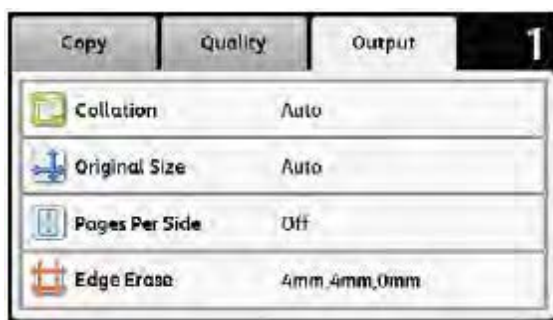 Copy Quality Output 1
Collation Auto
Original Size Auto
Pages Per Side Off
Edge Erase 4mm,4mm,0mm